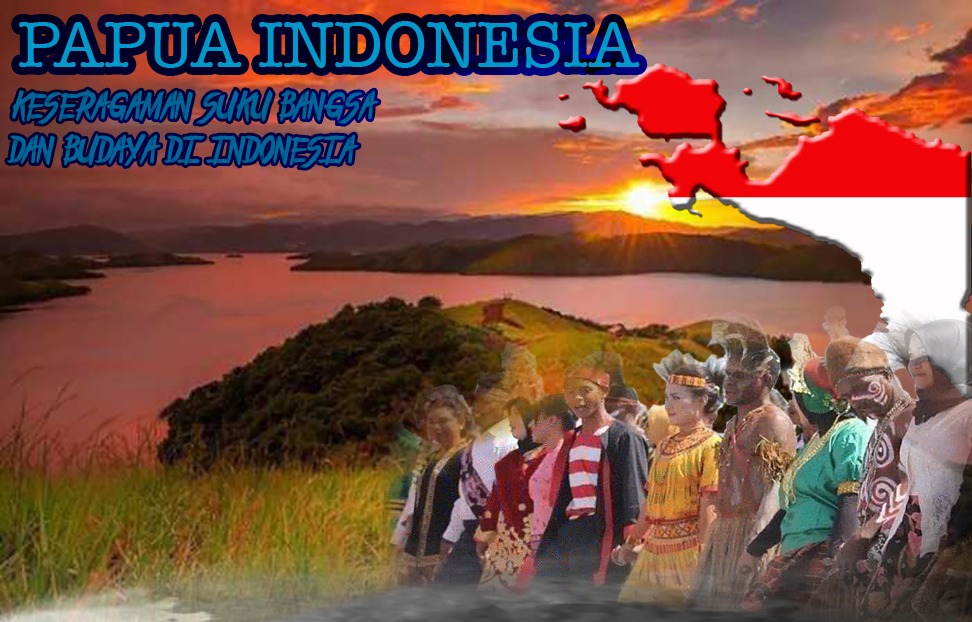 PAPUA INDONESIA
KESERAGAMAN SUKU BANGSA
DAN BUDAYA DI INDONESIA